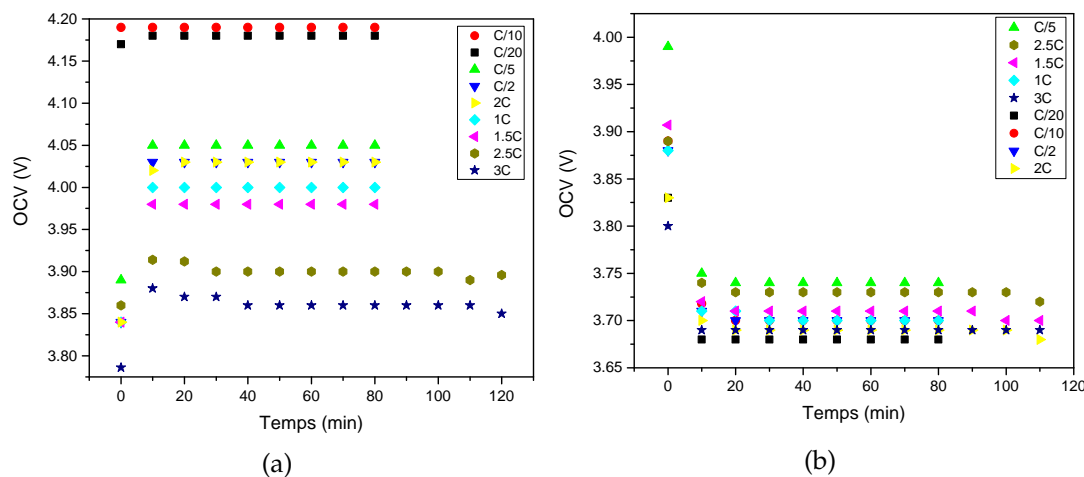 4.20
4.15
4.10
4.05
4.00
3.95
3.90
3.85
3.80
OCV (V)
0 20 40 60 80 100 120
Temps (min)
C/10
C/20
C/5
C/2
2C
1C
1.5C
2.5C
3C
(a)
4.00
3.95
3.90
3.85
3.80
3.75
3.70
3.65
OCV (V)
0 20 40 60 80 100 120
Temps (min)
C/5
2.5C
1.5C
1C
3C
C/20
C/10
C/2
2C
(b)